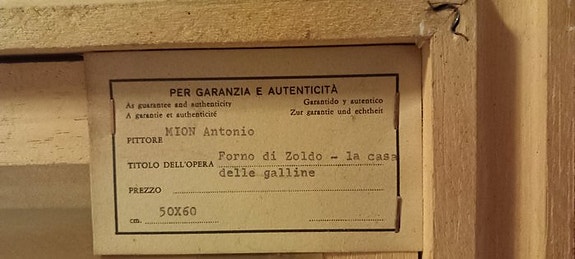 PER GARANZIA E AUTENTICITÀ
As guarantee and authenticity Garantido y autentico
A garantie et authenticité Zur garantie und echtheit
PITTORE MION Antonio
TITOLO DELL'OPERA Forno di Zoldo - la casa
delle galline
PREZZO
cm. 50X60